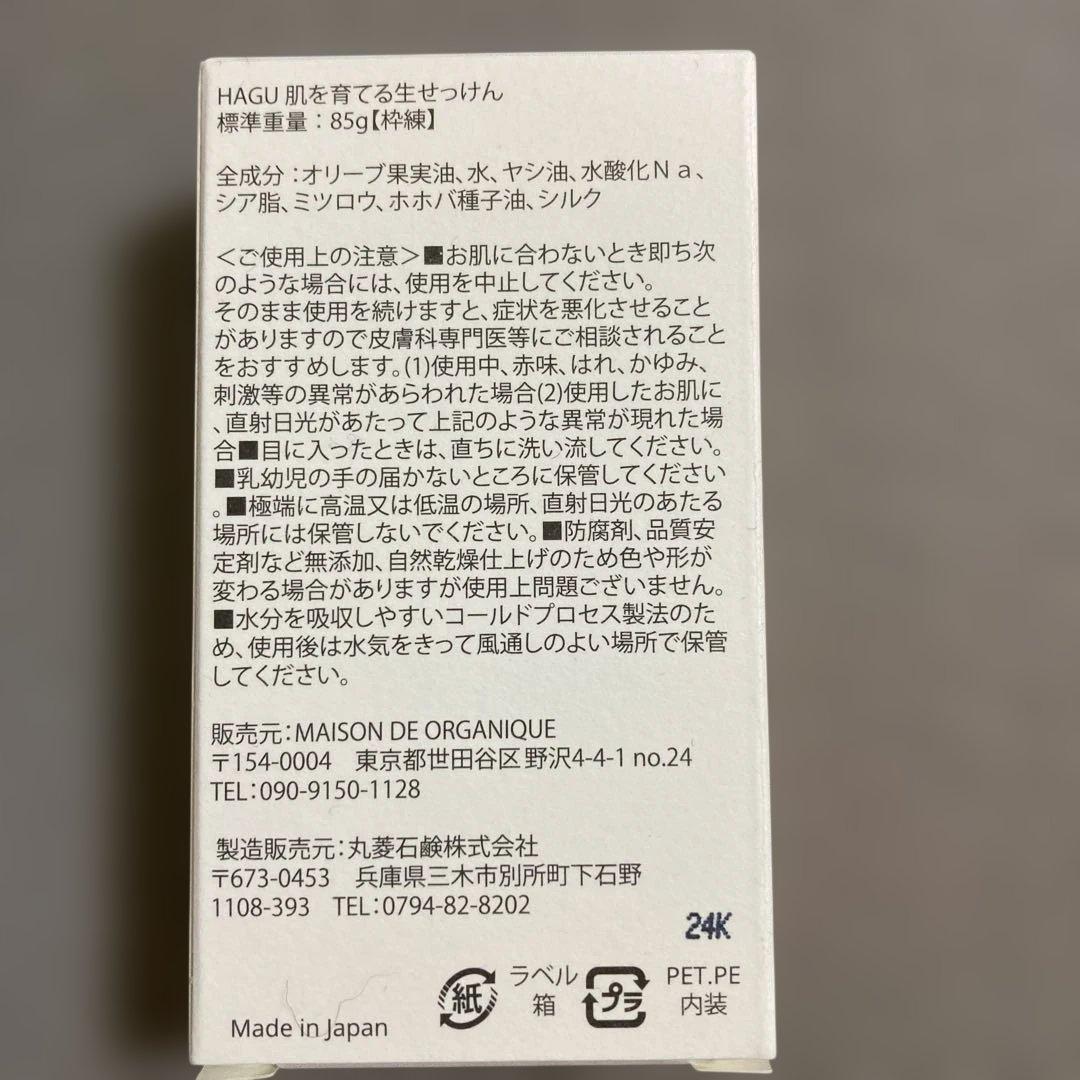 HAGU 肌を育てる生せっけん
標準重量：85g【枠練】
全成分：オリーブ果実油、水、ヤシ油、水酸化Ｎａ、
シア脂、ミツロウ、ホホバ種子油、シルク
＜ご使用上の注意＞■お肌に合わないとき即ち次
のような場合には、使用を中止してください。
そのまま使用を続けますと、症状を悪化させること
がありますので皮膚科専門医等にご相談されること
をおすすめします。(1)使用中、赤味、はれ、かゆみ、
刺激等の異常があらわれた場合(2)使用したお肌に
、直射日光があたって上記のような異常が現れた場
合■目に入ったときは、直ちに洗い流してください。
■乳幼児の手の届かないところに保管してください
。■極端に高温又は低温の場所、直射日光のあたる
場所には保管しないでください。■防腐剤、品質安
定剤など無添加、自然乾燥仕上げのため色や形が
変わる場合がありますが使用上問題ございません。
■水分を吸収しやすいコールドプロセス製法のた
め、使用後は水気をきって風通しのよい場所で保管
してください。
販売元：MAISON DE ORGANIQUE
〒154-0004　東京都世田谷区野沢4-4-1 no.24
TEL：090-9150-1128
製造販売元：丸菱石鹸株式会社
〒673-0453　兵庫県三木市別所町下石野
1108-393　TEL：0794-82-8202
24K
紙 ラベル 箱
プラ PET.PE 内装
Made in Japan